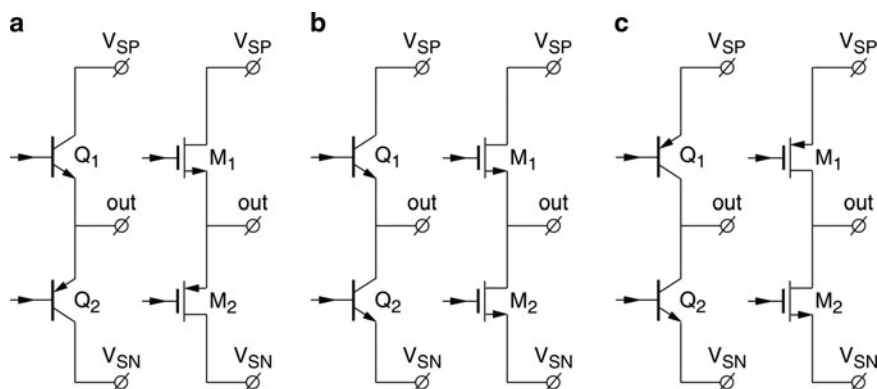 a b c
V_SP V_SP V_SP V_SP V_SP V_SP
Q_1 M_1 Q_1 M_1 Q_1 M_1
out out out out out out
Q_2 M_2 Q_2 M_2 Q_2 M_2
V_SN V_SN V_SN V_SN V_SN V_SN